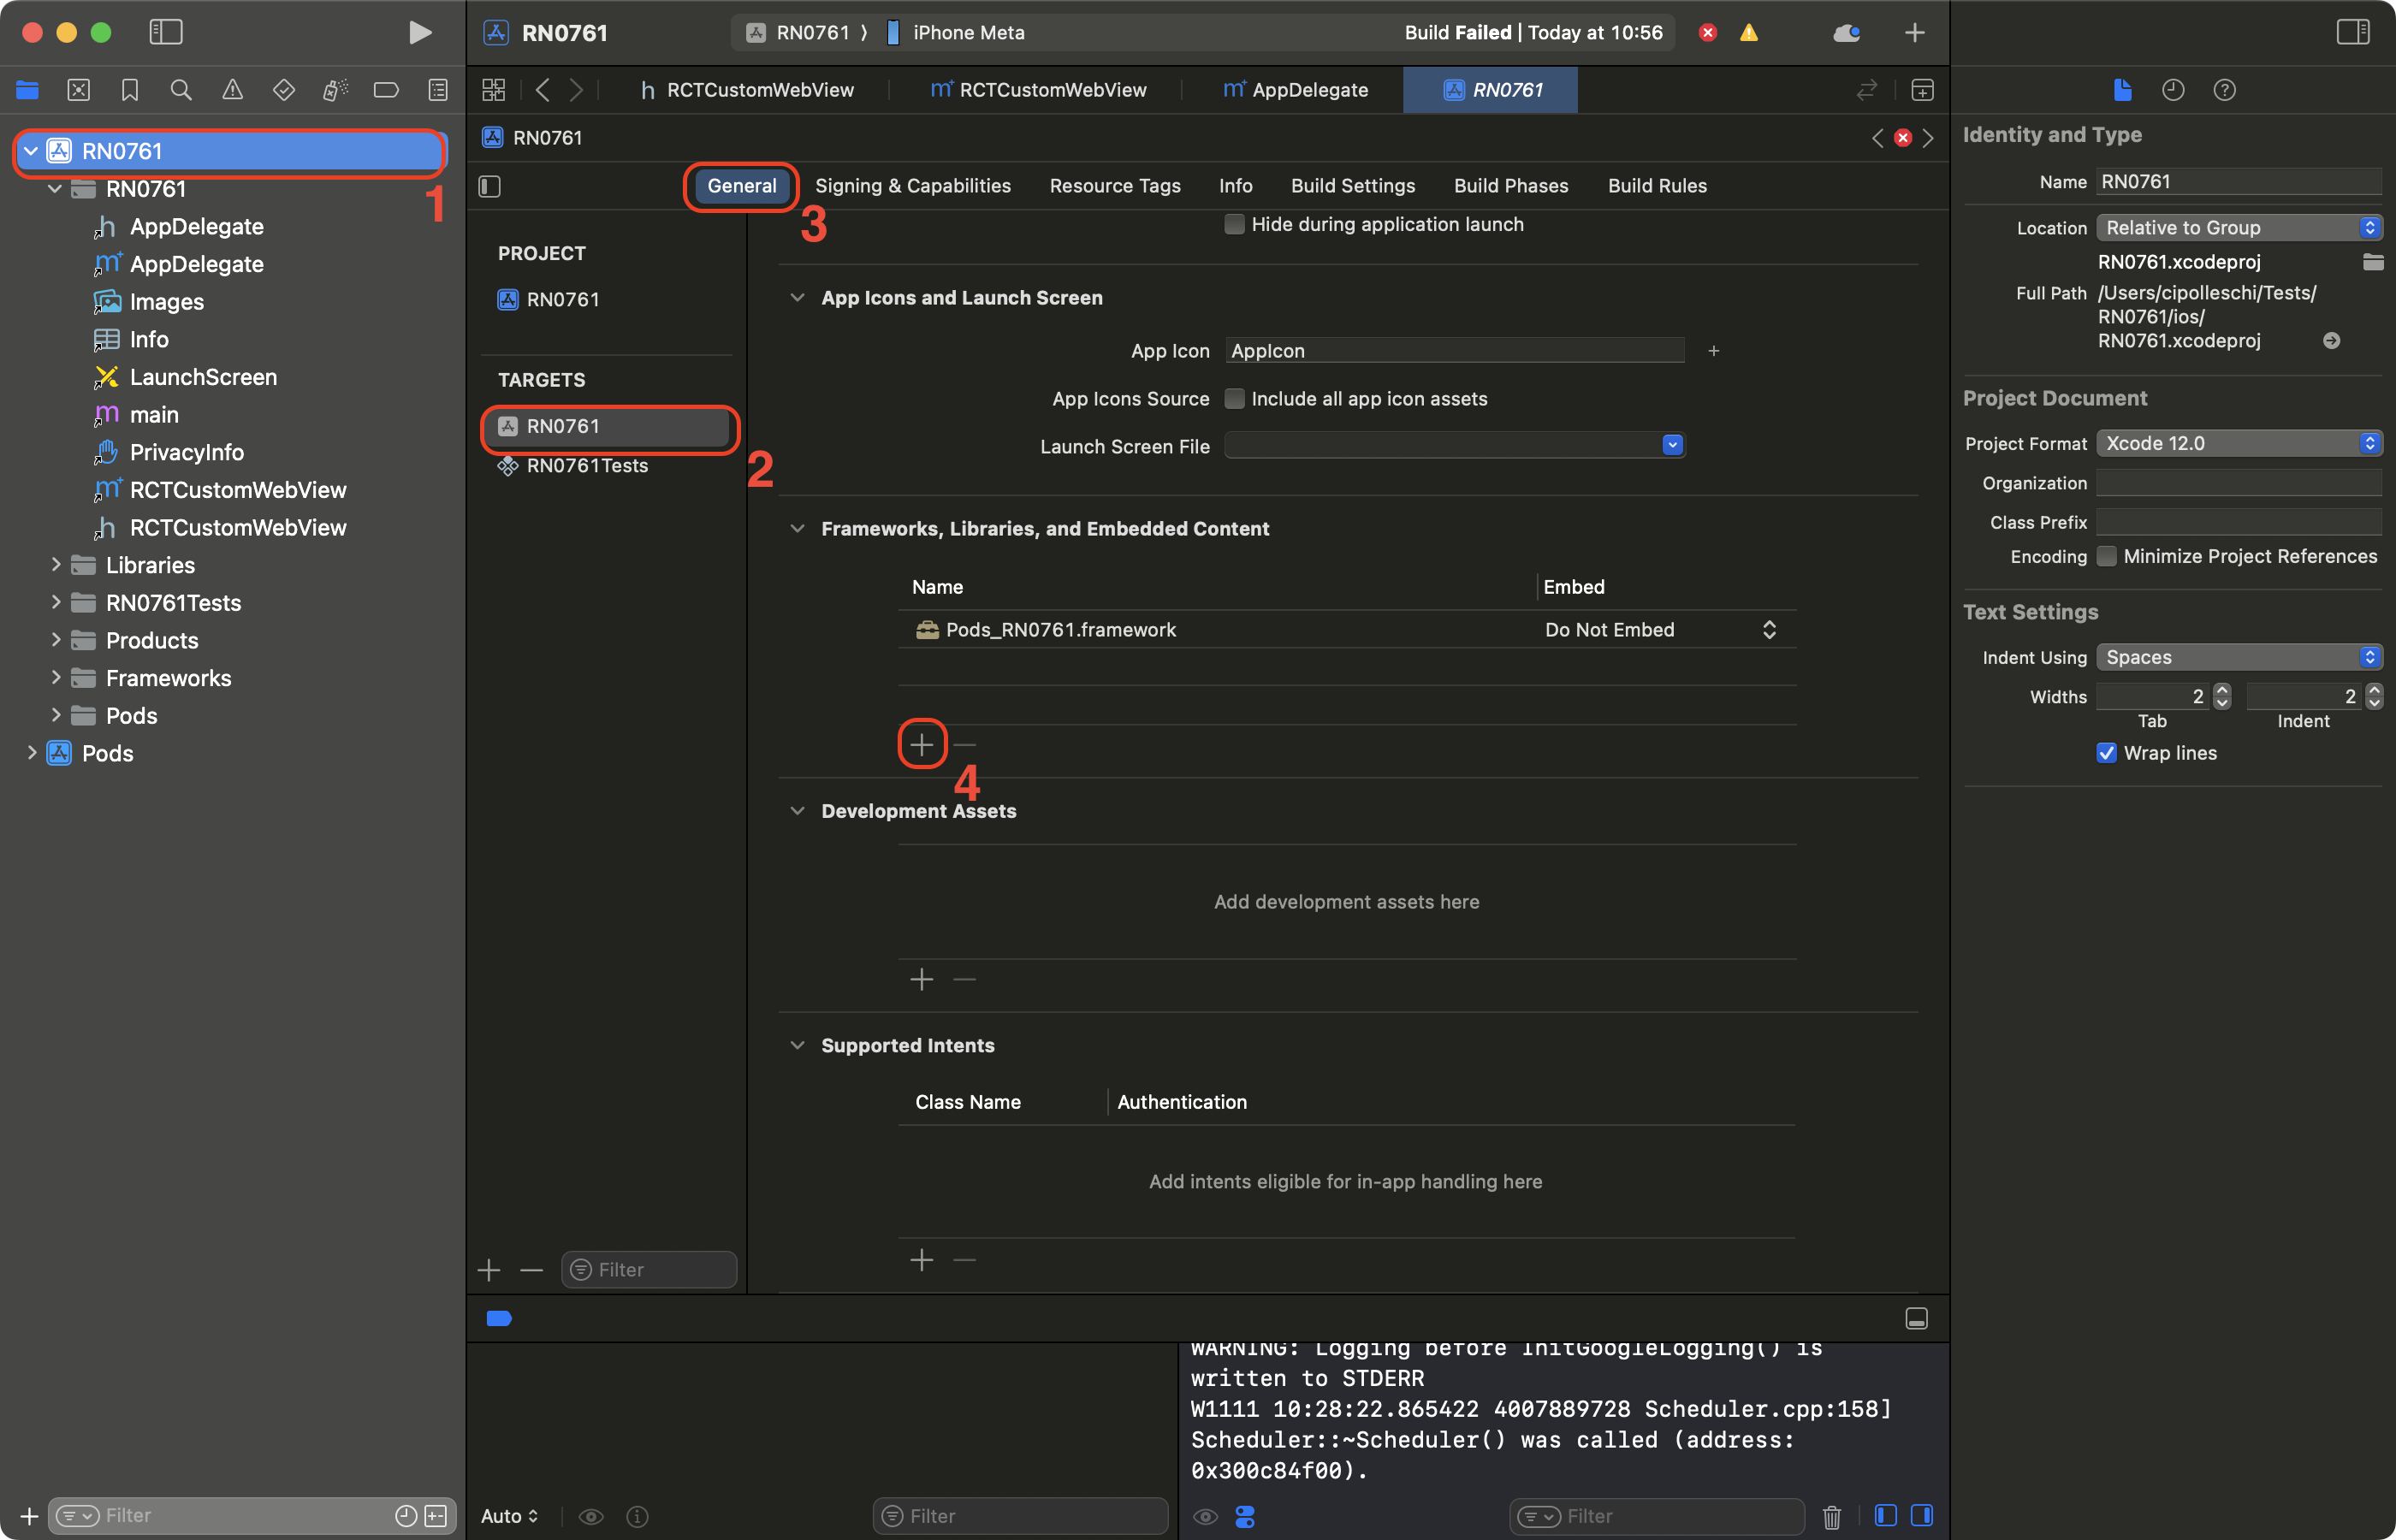 RN0761
RN0761 ⟩ iPhone Meta
Build Failed | Today at 10:56
RCTCustomWebView
RCTCustomWebView
AppDelegate
RN0761
RN0761
1
RN0761
AppDelegate
AppDelegate
Images
Info
LaunchScreen
main
PrivacyInfo
RCTCustomWebView
RCTCustomWebView
Libraries
RN0761Tests
Products
Frameworks
Pods
Pods
Filter
RN0761
General
3
Signing & Capabilities
Resource Tags
Info
Build Settings
Build Phases
Build Rules
PROJECT
RN0761
TARGETS
RN0761
2
RN0761Tests
Filter
Hide during application launch
App Icons and Launch Screen
App Icon AppIcon
App Icons Source Include all app icon assets
Launch Screen File
Frameworks, Libraries, and Embedded Content
Name Embed
Pods_RN0761.framework Do Not Embed
4
Development Assets
Add development assets here
Supported Intents
Class Name Authentication
Add intents eligible for in-app handling here
WARNING: Logging before InitGoogleLogging() is
written to STDERR
W1111 10:28:22.865422 4007889728 Scheduler.cpp:158]
Scheduler::~Scheduler() was called (address:
0x300c84f00).
Auto
Filter
Filter
Identity and Type
Name RN0761
Location Relative to Group
RN0761.xcodeproj
Full Path /Users/cipolleschi/Tests/
RN0761/ios/
RN0761.xcodeproj
Project Document
Project Format Xcode 12.0
Organization
Class Prefix
Encoding Minimize Project References
Text Settings
Indent Using Spaces
Widths 2 2
Tab Indent
Wrap lines